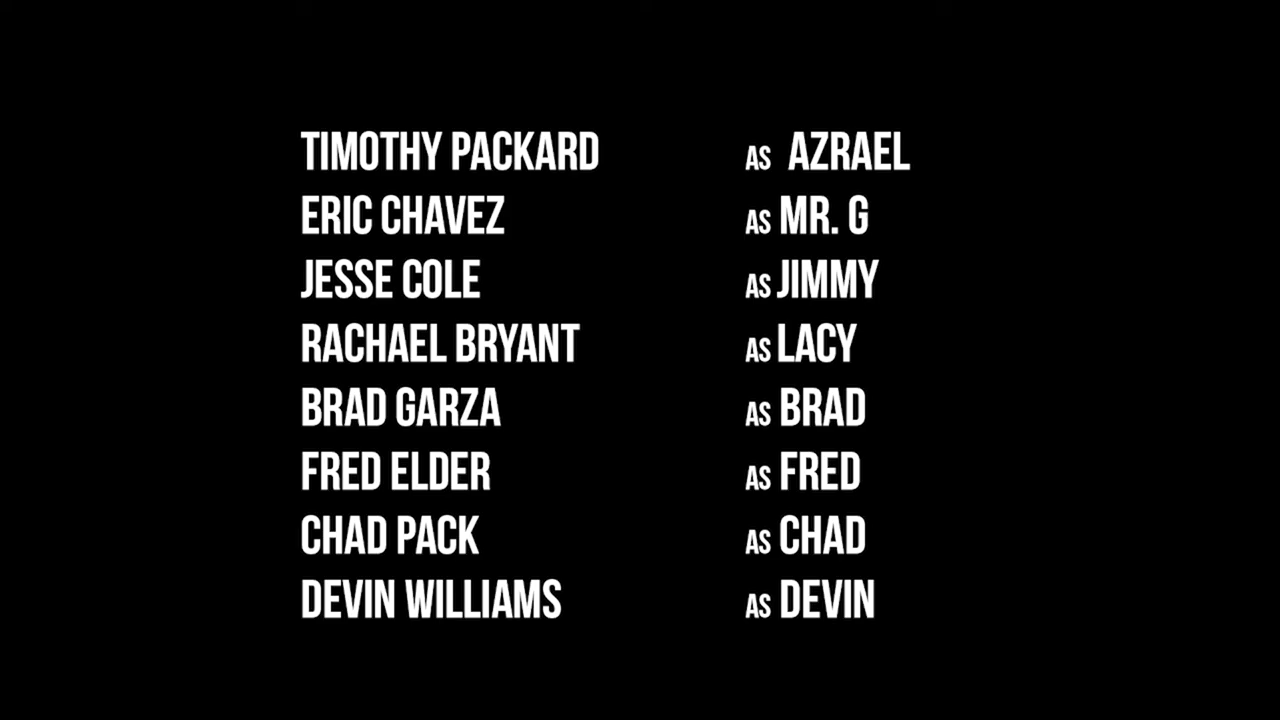 TIMOTHY PACKARD AS AZRAEL
ERIC CHAVEZ AS MR. G
JESSE COLE AS JIMMY
RACHAEL BRYANT AS LACY
BRAD GARZA AS BRAD
FRED ELDER AS FRED
CHAD PACK AS CHAD
DEVIN WILLIAMS AS DEVIN